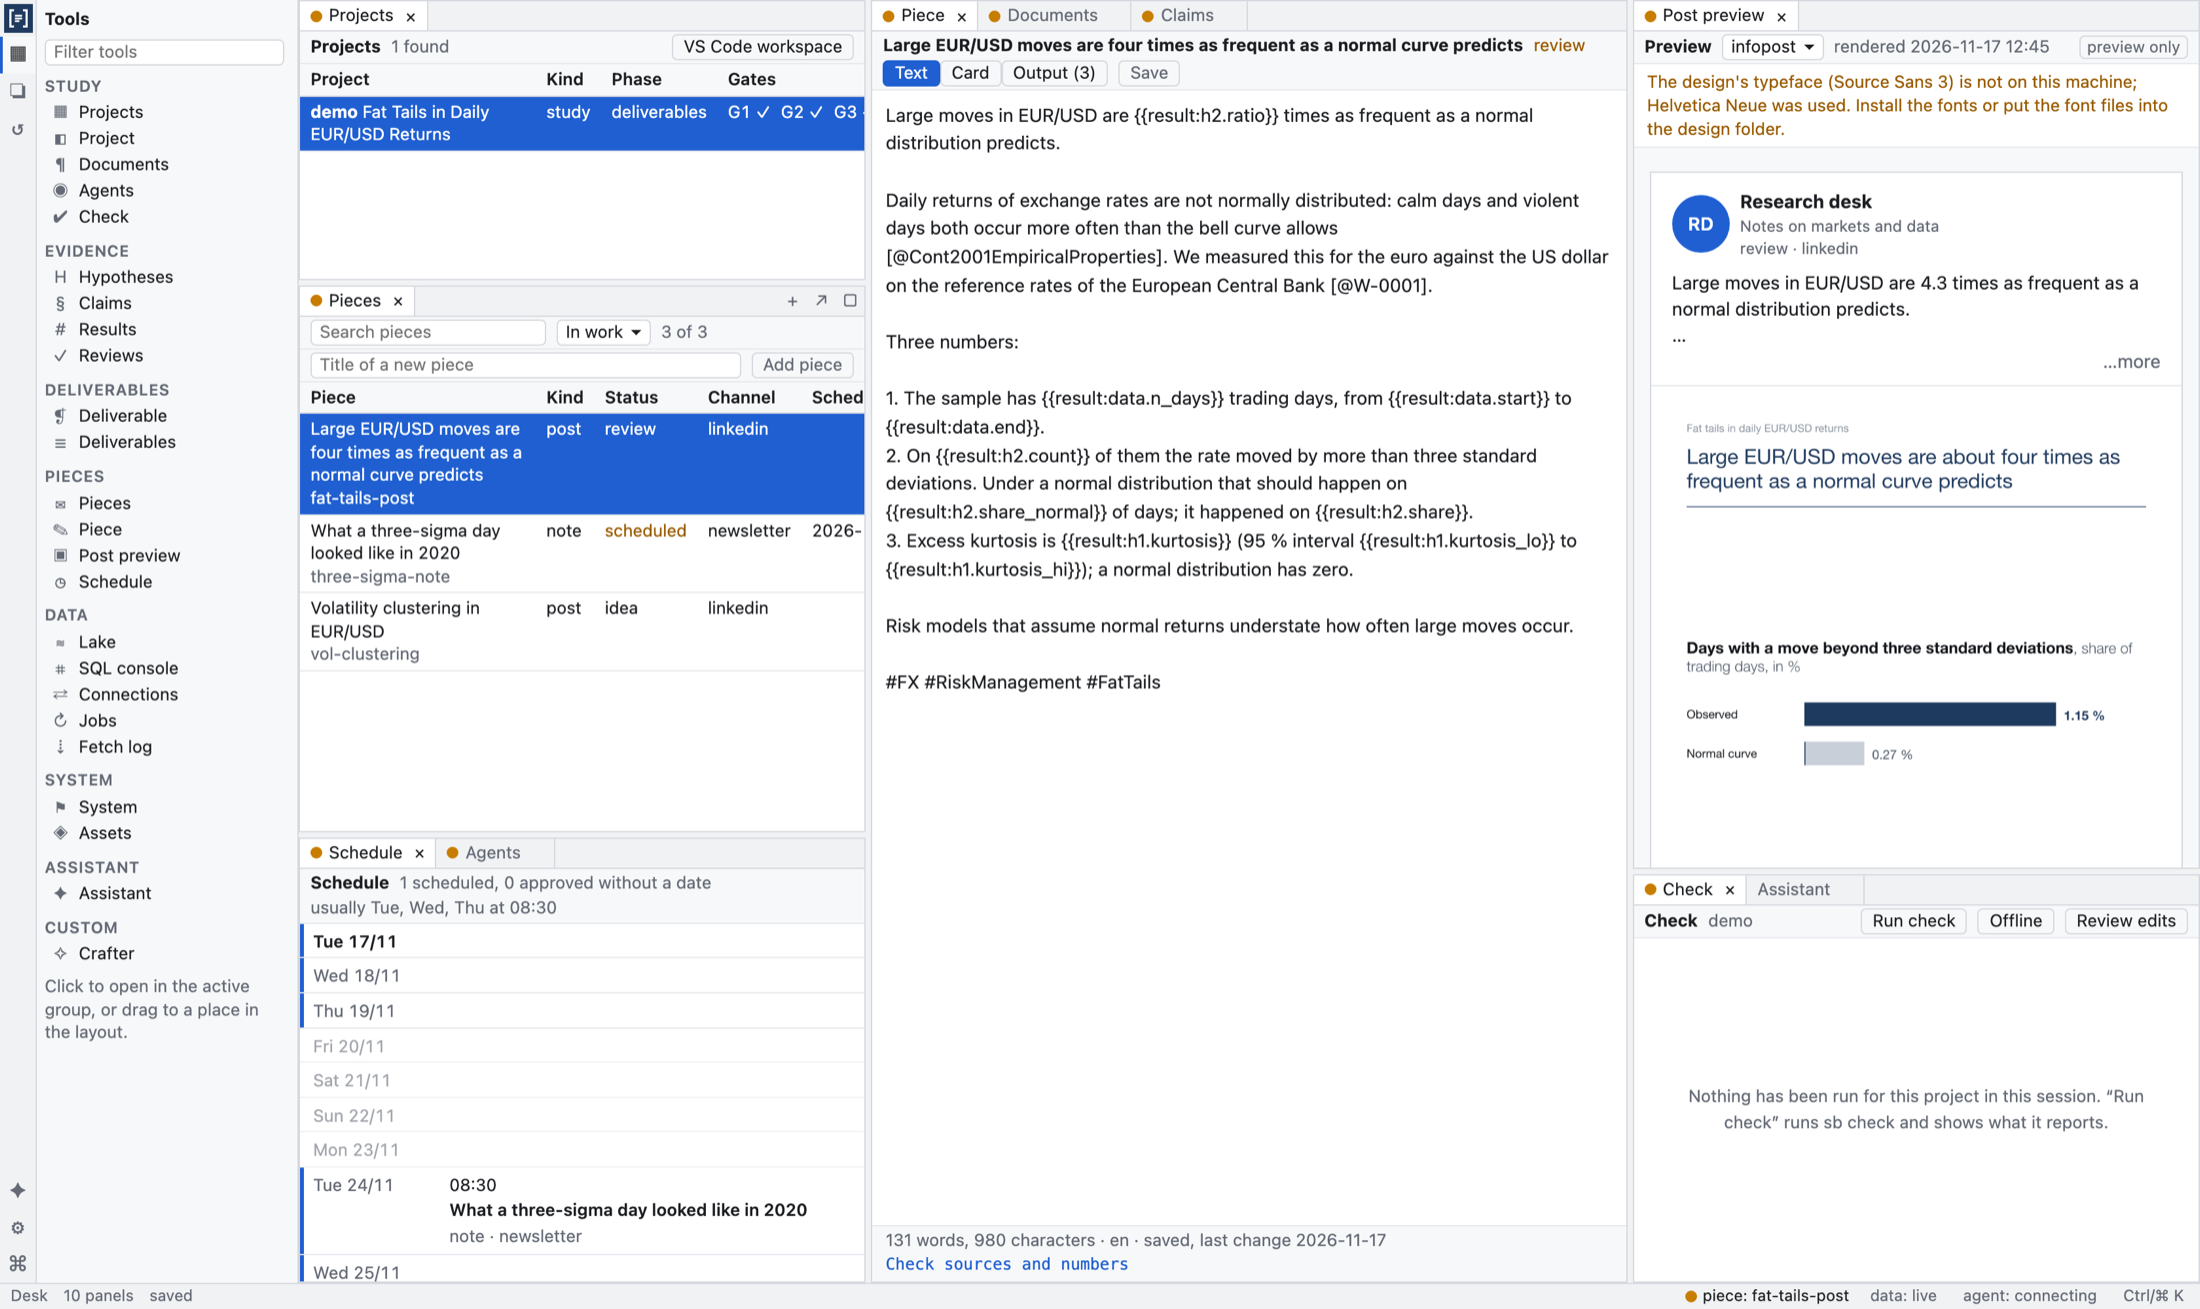 Tools
Filter tools
STUDY
Projects
Project
Documents
Agents
Check
EVIDENCE
Hypotheses
Claims
Results
Reviews
DELIVERABLES
Deliverable
Deliverables
PIECES
Pieces
Piece
Post preview
Schedule
DATA
Lake
SQL console
Connections
Jobs
Fetch log
SYSTEM
System
Assets
ASSISTANT
Assistant
CUSTOM
Crafter
Click to open in the active
group, or drag to a place in
the layout.
Projects ×
Projects 1 found VS Code workspace
Project Kind Phase Gates
demo Fat Tails in Daily study deliverables G1 ✓ G2 ✓ G3
EUR/USD Returns
Pieces ×
Search pieces In work 3 of 3
Title of a new piece Add piece
Piece Kind Status Channel Sched
Large EUR/USD moves are post review linkedin
four times as frequent as a
normal curve predicts
fat-tails-post
What a three-sigma day note scheduled newsletter 2026-
looked like in 2020
three-sigma-note
Volatility clustering in post idea linkedin
EUR/USD
vol-clustering
Schedule × Agents
Schedule 1 scheduled, 0 approved without a date
usually Tue, Wed, Thu at 08:30
Tue 17/11
Wed 18/11
Thu 19/11
Fri 20/11
Sat 21/11
Sun 22/11
Mon 23/11
Tue 24/11 08:30
What a three-sigma day looked like in 2020
note · newsletter
Wed 25/11
Piece × Documents Claims
Large EUR/USD moves are four times as frequent as a normal curve predicts review
Text Card Output (3) Save
Large moves in EUR/USD are {{result:h2.ratio}} times as frequent as a normal
distribution predicts.
Daily returns of exchange rates are not normally distributed: calm days and violent
days both occur more often than the bell curve allows
[@Cont2001EmpiricalProperties]. We measured this for the euro against the US dollar
on the reference rates of the European Central Bank [@W-0001].
Three numbers:
1. The sample has {{result:data.n_days}} trading days, from {{result:data.start}} to
{{result:data.end}}.
2. On {{result:h2.count}} of them the rate moved by more than three standard
deviations. Under a normal distribution that should happen on
{{result:h2.share_normal}} of days; it happened on {{result:h2.share}}.
3. Excess kurtosis is {{result:h1.kurtosis}} (95 % interval {{result:h1.kurtosis_lo}} to
{{result:h1.kurtosis_hi}}); a normal distribution has zero.
Risk models that assume normal returns understate how often large moves occur.
#FX #RiskManagement #FatTails
131 words, 980 characters · en · saved, last change 2026-11-17
Check sources and numbers
Post preview ×
Preview infopost rendered 2026-11-17 12:45 preview only
The design's typeface (Source Sans 3) is not on this machine;
Helvetica Neue was used. Install the fonts or put the font files into
the design folder.
RD
Research desk
Notes on markets and data
review · linkedin
Large moves in EUR/USD are 4.3 times as frequent as a
normal distribution predicts.
...
...more
Fat tails in daily EUR/USD returns
Large EUR/USD moves are about four times as
frequent as a normal curve predicts
Days with a move beyond three standard deviations, share of
trading days, in %
Observed 1.15 %
Normal curve 0.27 %
Check × Assistant
Check demo Run check Offline Review edits
Nothing has been run for this project in this session. “Run
check” runs sb check and shows what it reports.
Desk 10 panels saved
piece: fat-tails-post data: live agent: connecting Ctrl/⌘ K